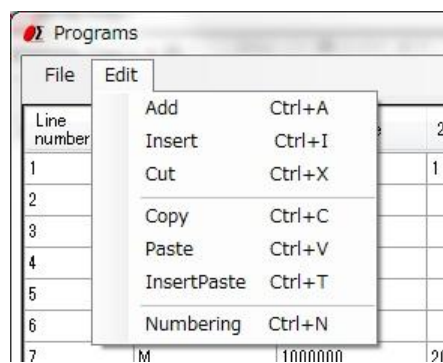 Programs
File Edit
Line number
Add Ctrl+A
Insert Ctrl+I
Cut Ctrl+X
Copy Ctrl+C
Paste Ctrl+V
InsertPaste Ctrl+T
Numbering Ctrl+N
1 1
2
3
4
5
6
7 M 1000000